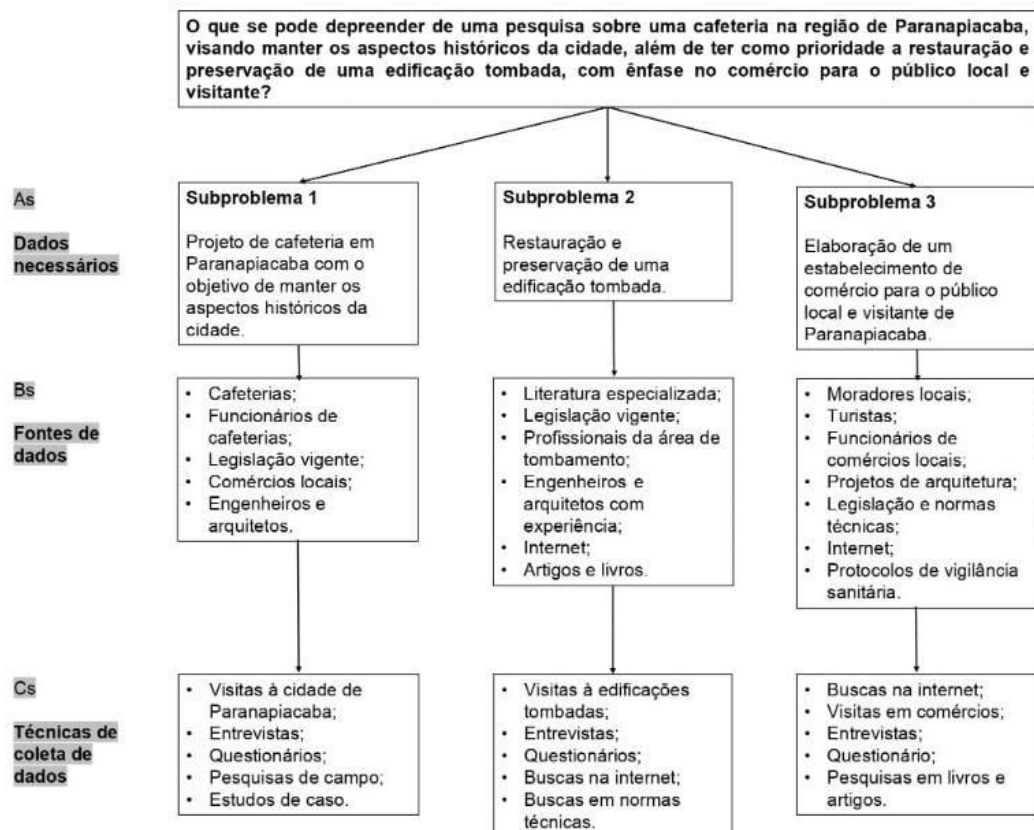 O que se pode depreender de uma pesquisa sobre uma cafeteria na região de Paranapiacaba,
visando manter os aspectos históricos da cidade, além de ter como prioridade a restauração e
preservação de uma edificação tombada, com ênfase no comércio para o público local e
visitante?
As
Dados
necessários
Subproblema 1
Projeto de cafeteria em
Paranapiacaba com o
objetivo de manter os
aspectos históricos da
cidade.
Subproblema 2
Restauração e
preservação de uma
edificação tombada.
Subproblema 3
Elaboração de um
estabelecimento de
comércio para o público
local e visitante de
Paranapiacaba.
Bs
Fontes de
dados
• Cafeterias;
• Funcionários de
cafeterias;
• Legislação vigente;
• Comércios locais;
• Engenheiros e
arquitetos.
• Literatura especializada;
• Legislação vigente;
• Profissionais da área de
tombamento;
• Engenheiros e
arquitetos com
experiência;
• Internet;
• Artigos e livros.
• Moradores locais;
• Turistas;
• Funcionários de
comércios locais;
• Projetos de arquitetura;
• Legislação e normas
técnicas;
• Internet;
• Protocolos de vigilância
sanitária.
Cs
Técnicas de
coleta de
dados
• Visitas à cidade de
Paranapiacaba;
• Entrevistas;
• Questionários;
• Pesquisas de campo;
• Estudos de caso.
• Visitas à edificações
tombadas;
• Entrevistas;
• Questionários;
• Buscas na internet;
• Buscas em normas
técnicas.
• Buscas na internet;
• Visitas em comércios;
• Entrevistas;
• Questionário;
• Pesquisas em livros e
artigos.